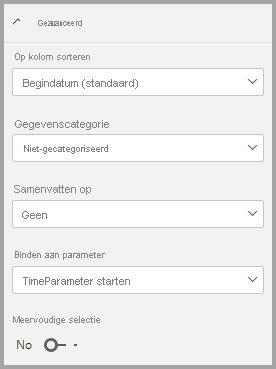 Geavanceerd
Op kolom sorteren
Begindatum (standaard)
Gegevenscategorie
Niet-gecategoriseerd
Samenvatten op
Geen
Binden aan parameter
TimeParameter starten
Meervoudige selectie
No